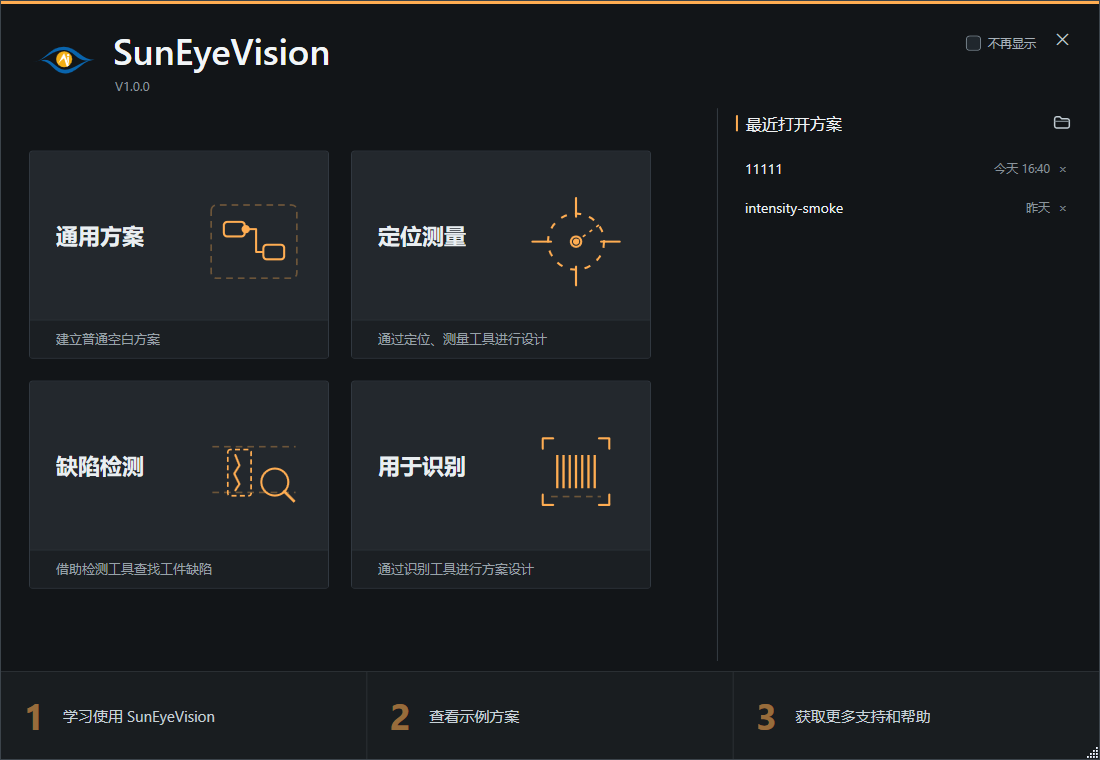 SunEyeVision
V1.0.0
不再显示
通用方案
建立普通空白方案
定位测量
通过定位、测量工具进行设计
缺陷检测
借助检测工具查找工件缺陷
用于识别
通过识别工具进行方案设计
最近打开方案
11111 今天 16:40
intensity-smoke 昨天
1 学习使用 SunEyeVision
2 查看示例方案
3 获取更多支持和帮助